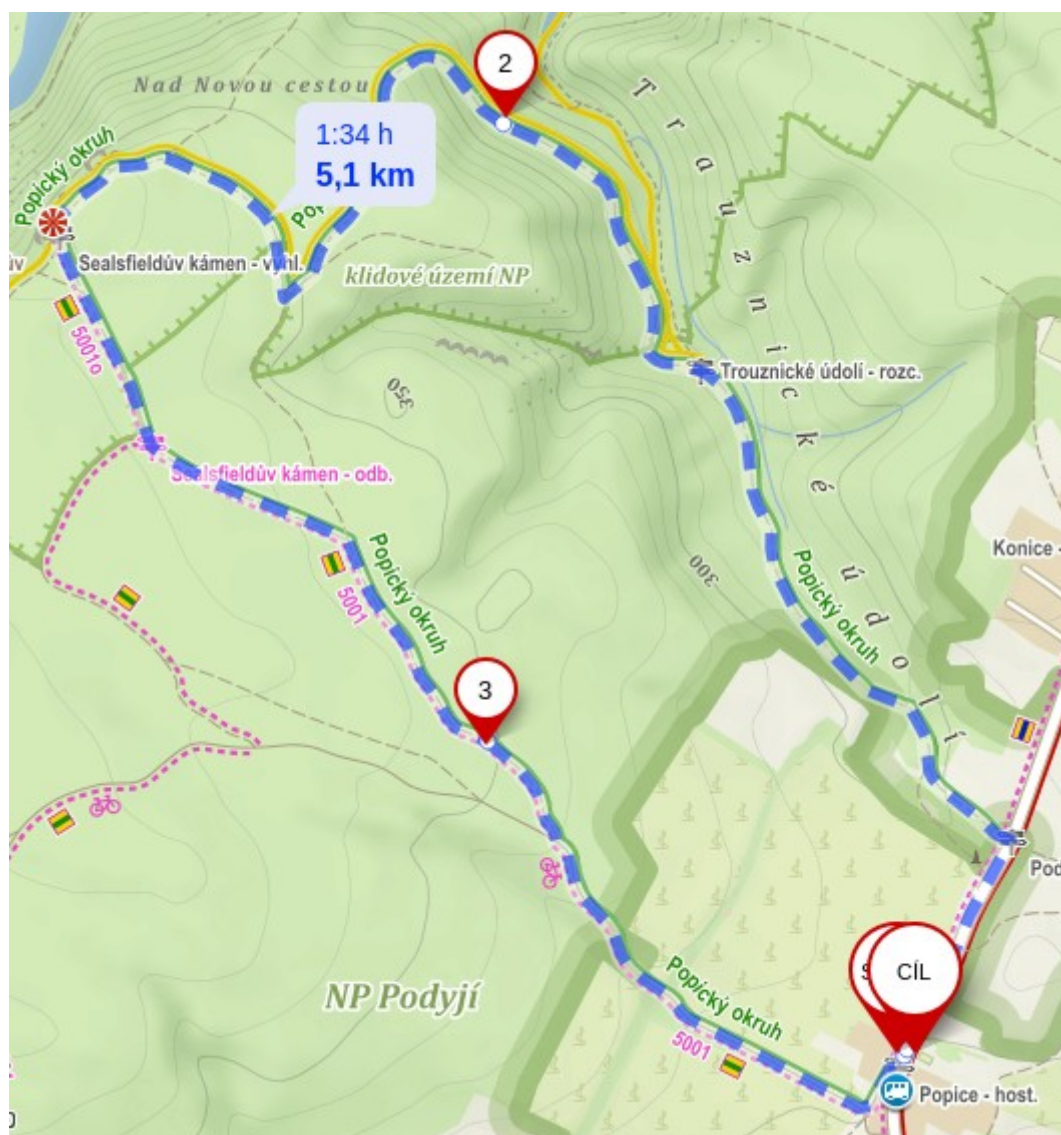 2
Nad Novou cestou
1:34 h
5,1 km
Popický okruh
Trauznické údolí
Sealsfieldův kámen - vyhl.
klidové území NP
5001o
Trouznické údolí - rozc.
350
Sealsfieldův kámen - odb.
Popický okruh
5001
300
Popický okruh
Konice -
3
NP Podyjí
Popický okruh
5001
CÍL
Popice - host.